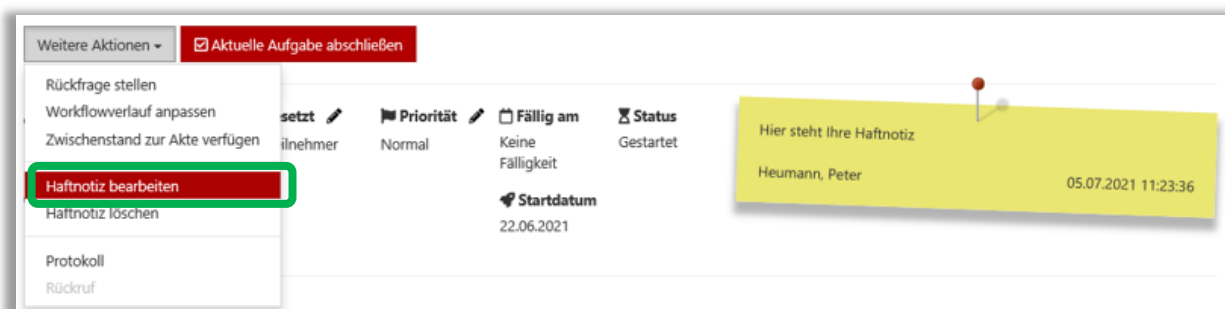 Weitere Aktionen
Aktuelle Aufgabe abschließen
Rückfrage stellen
Workflowverlauf anpassen
Zwischenstand zur Akte verfügen
Haftnotiz bearbeiten
Haftnotiz löschen
Protokoll
Rückruf
Priorität
Normal
Fällig am
Keine
Fälligkeit
Startdatum
22.06.2021
Status
Gestartet
Hier steht Ihre Haftnotiz
Heumann, Peter
05.07.2021 11:23:36